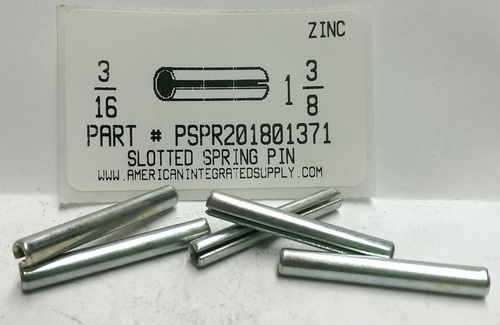 ZINC
3/16 1 3/8
PART # PSPR201801371
SLOTTED SPRING PIN
WWW.AMERICANINTEGRATEDSUPPLY.COM